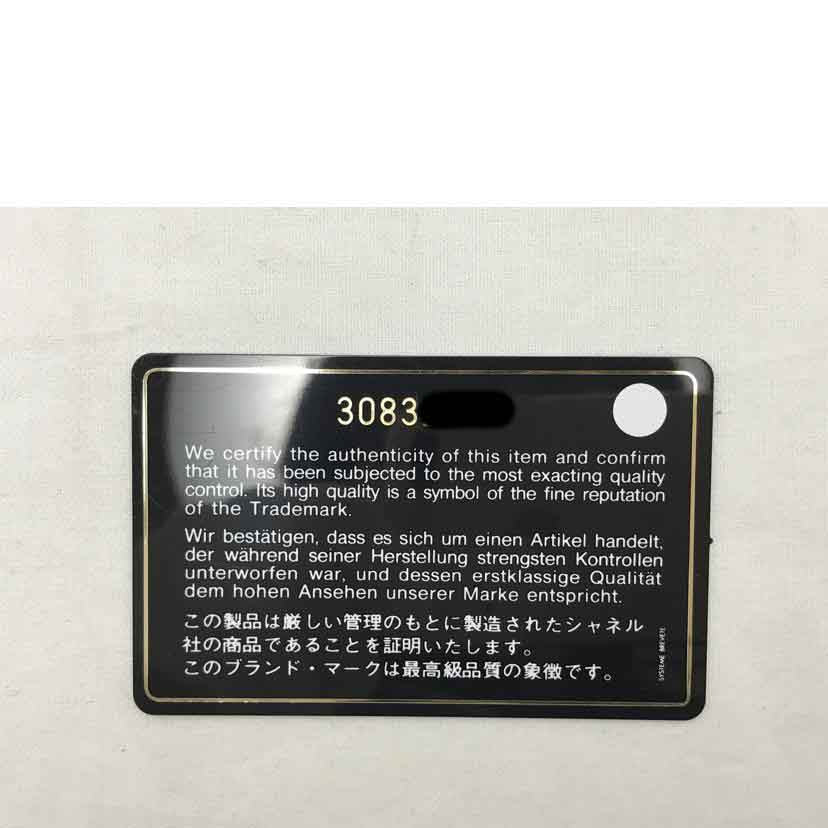 3083
We certify the authenticity of this item and confirm
that it has been subjected to the most exacting quality
control. Its high quality is a symbol of the fine reputation
of the Trademark.
Wir bestätigen, dass es sich um einen Artikel handelt,
der während seiner Herstellung strengsten Kontrollen
unterworfen war, und dessen erstklassige Qualität
dem hohen Ansehen unserer Marke entspricht.
この製品は厳しい管理のもとに製造されたシャネル
社の商品であることを証明いたします。
このブランド・マークは最高級品質の象徴です。
SYSTEME BREVETE